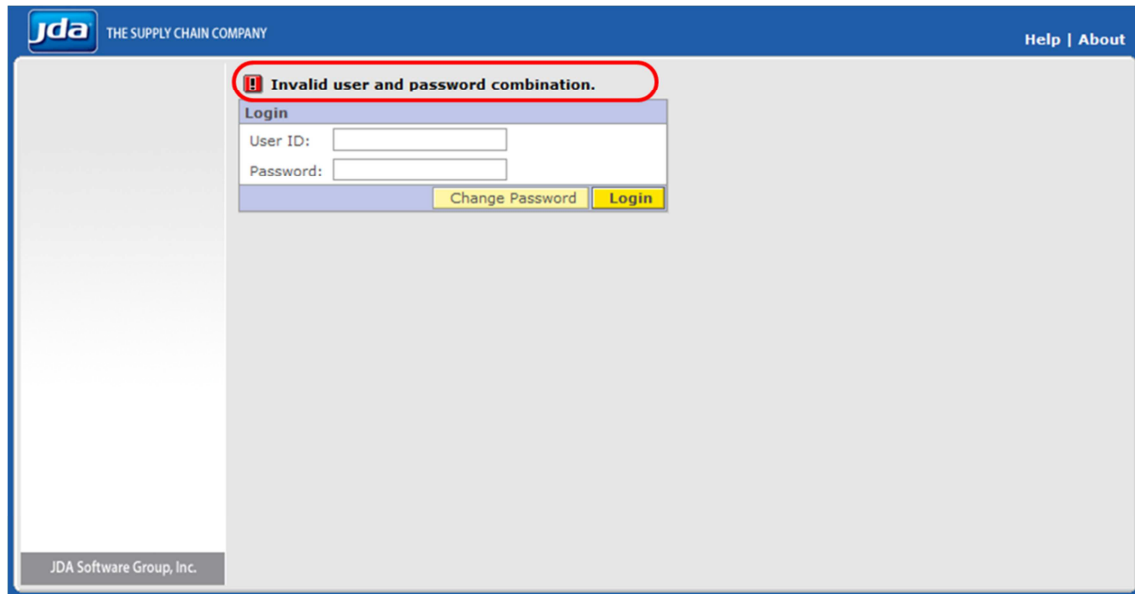 jda THE SUPPLY CHAIN COMPANY
Help | About
Invalid user and password combination.
Login
User ID:
Password:
Change Password Login
JDA Software Group, Inc.